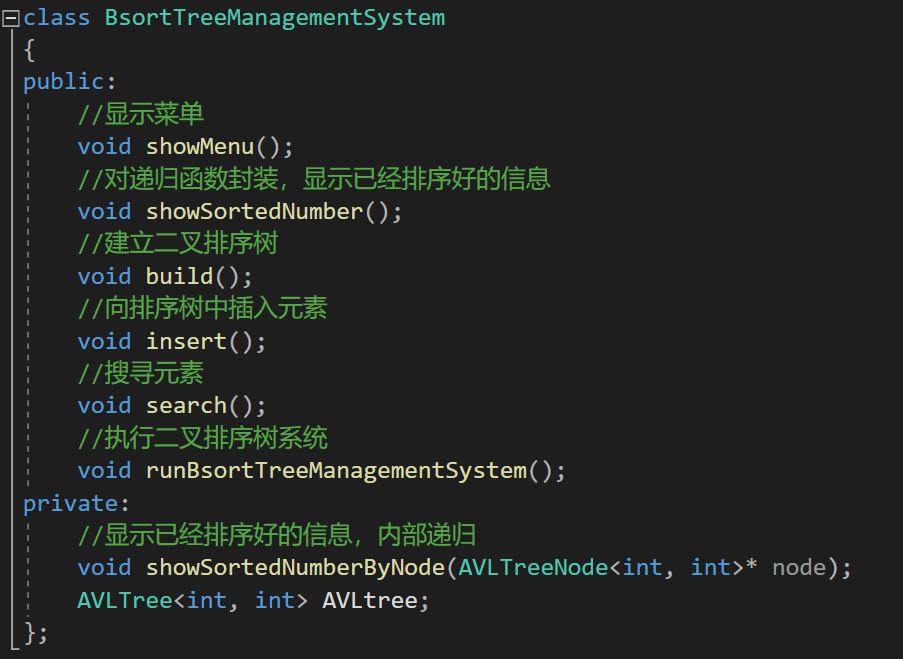 class BsortTreeManagementSystem
{
public:
    //显示菜单
    void showMenu();
    //对递归函数封装，显示已经排序好的信息
    void showSortedNumber();
    //建立二叉排序树
    void build();
    //向排序树中插入元素
    void insert();
    //搜寻元素
    void search();
    //执行二叉排序树系统
    void runBsortTreeManagementSystem();
private:
    //显示已经排序好的信息，内部递归
    void showSortedNumberByNode(AVLTreeNode<int, int>* node);
    AVLTree<int, int> AVLtree;
};